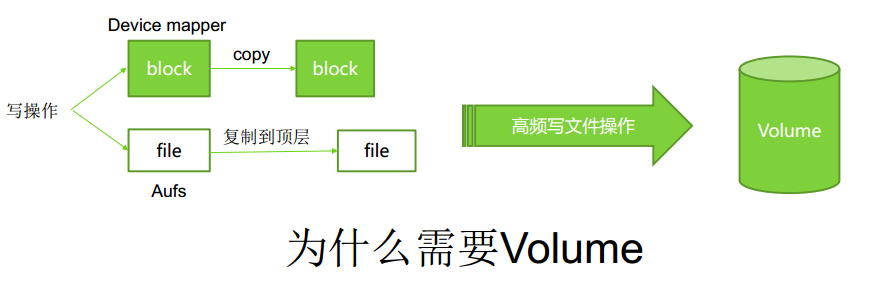 Device mapper
block
copy
block
写操作
file
复制到顶层
file
Aufs
高频写文件操作
Volume
为什么需要Volume